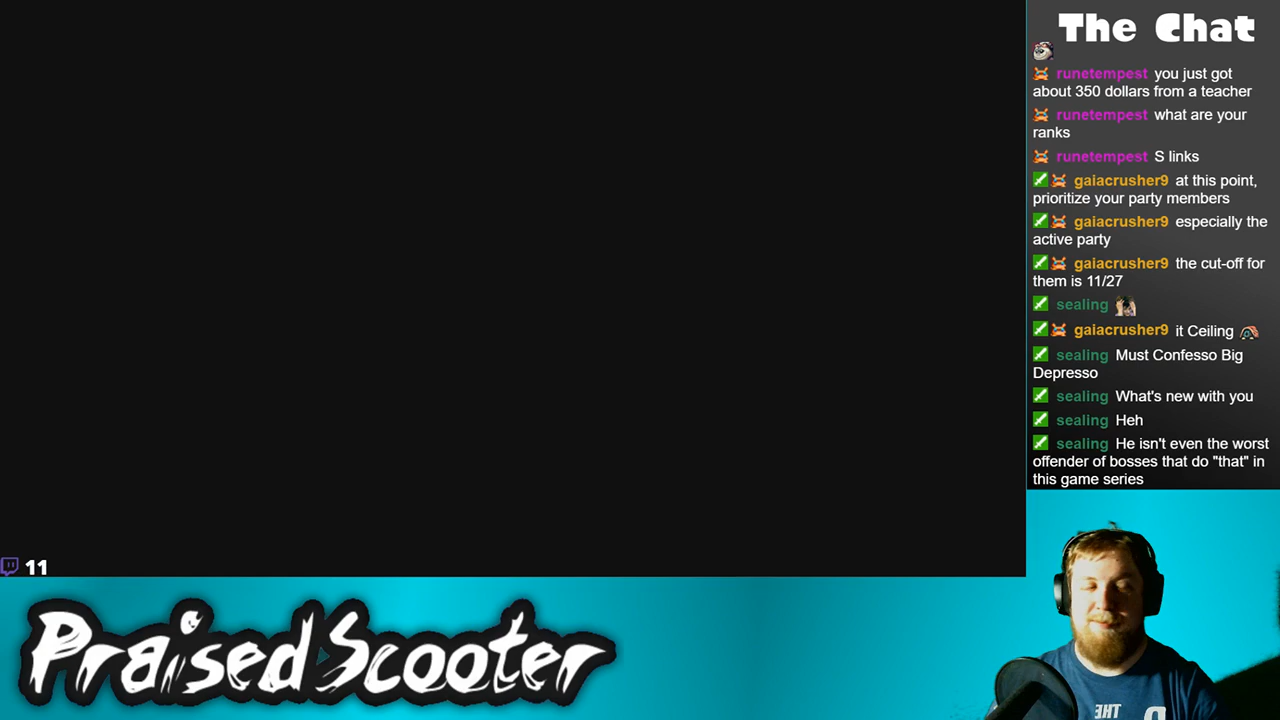 The Chat
runetempest you just got
about 350 dollars from a teacher
runetempest what are your
ranks
runetempest S links
gaiacrusher9 at this point,
prioritize your party members
gaiacrusher9 especially the
active party
gaiacrusher9 the cut-off for
them is 11/27
sealing
gaiacrusher9 it Ceiling
sealing Must Confesso Big
Depresso
sealing What's new with you
sealing Heh
sealing He isn't even the worst
offender of bosses that do "that" in
this game series
11
PraisedScooter
THE